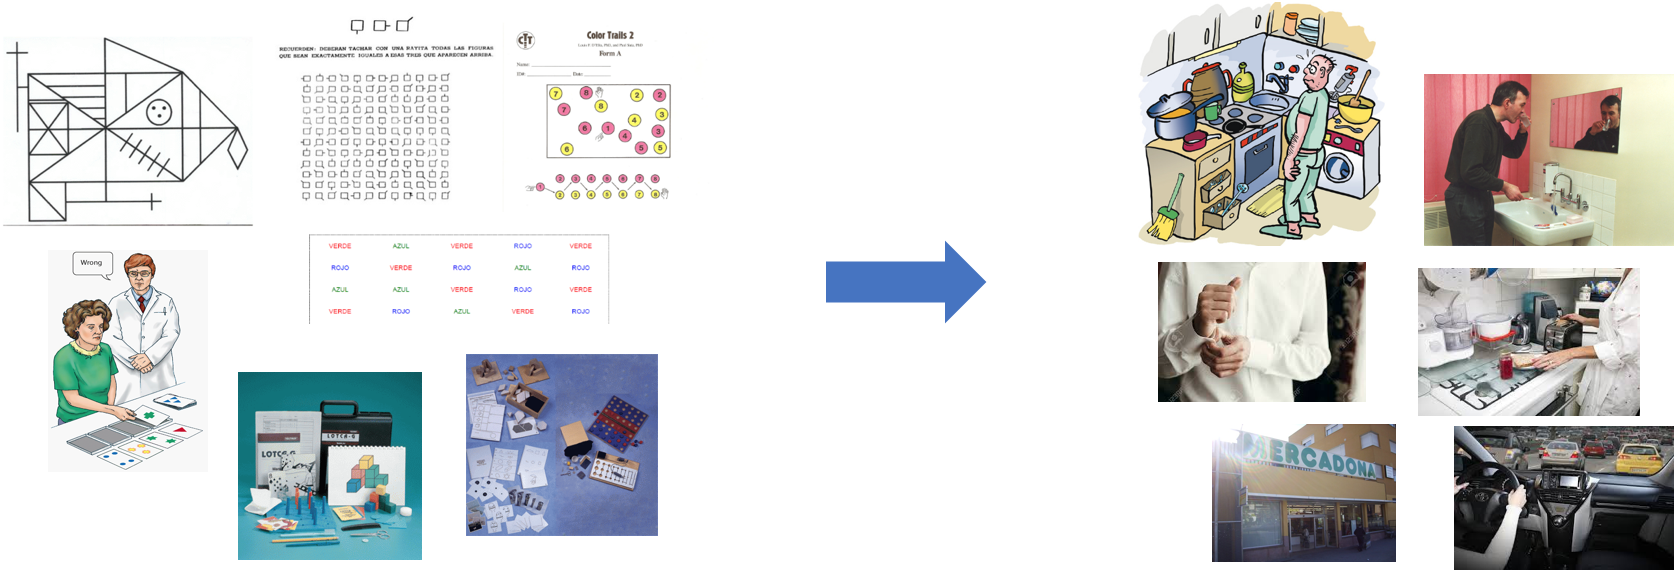 RECUERDEN: DEBERAN TACHAR CON UNA RAYITA TODAS LAS FIGURAS
QUE SEAN EXACTAMENTE IGUALES A ESAS TRES QUE APARECEN ARRIBA.
Color Trails 2
Form A
Name:
ID#: Date:
7 8 2 2
7 8 3
6 1 4 4 3
6 5 5
2 3 4 5 6 7 8
1
2 3 4 5 6 7 8
Wrong
VERDE AZUL VERDE ROJO VERDE
ROJO VERDE ROJO AZUL ROJO
AZUL AZUL VERDE ROJO VERDE
VERDE ROJO AZUL VERDE ROJO
LOTCA-G
LOTCA-G
MERCADONA